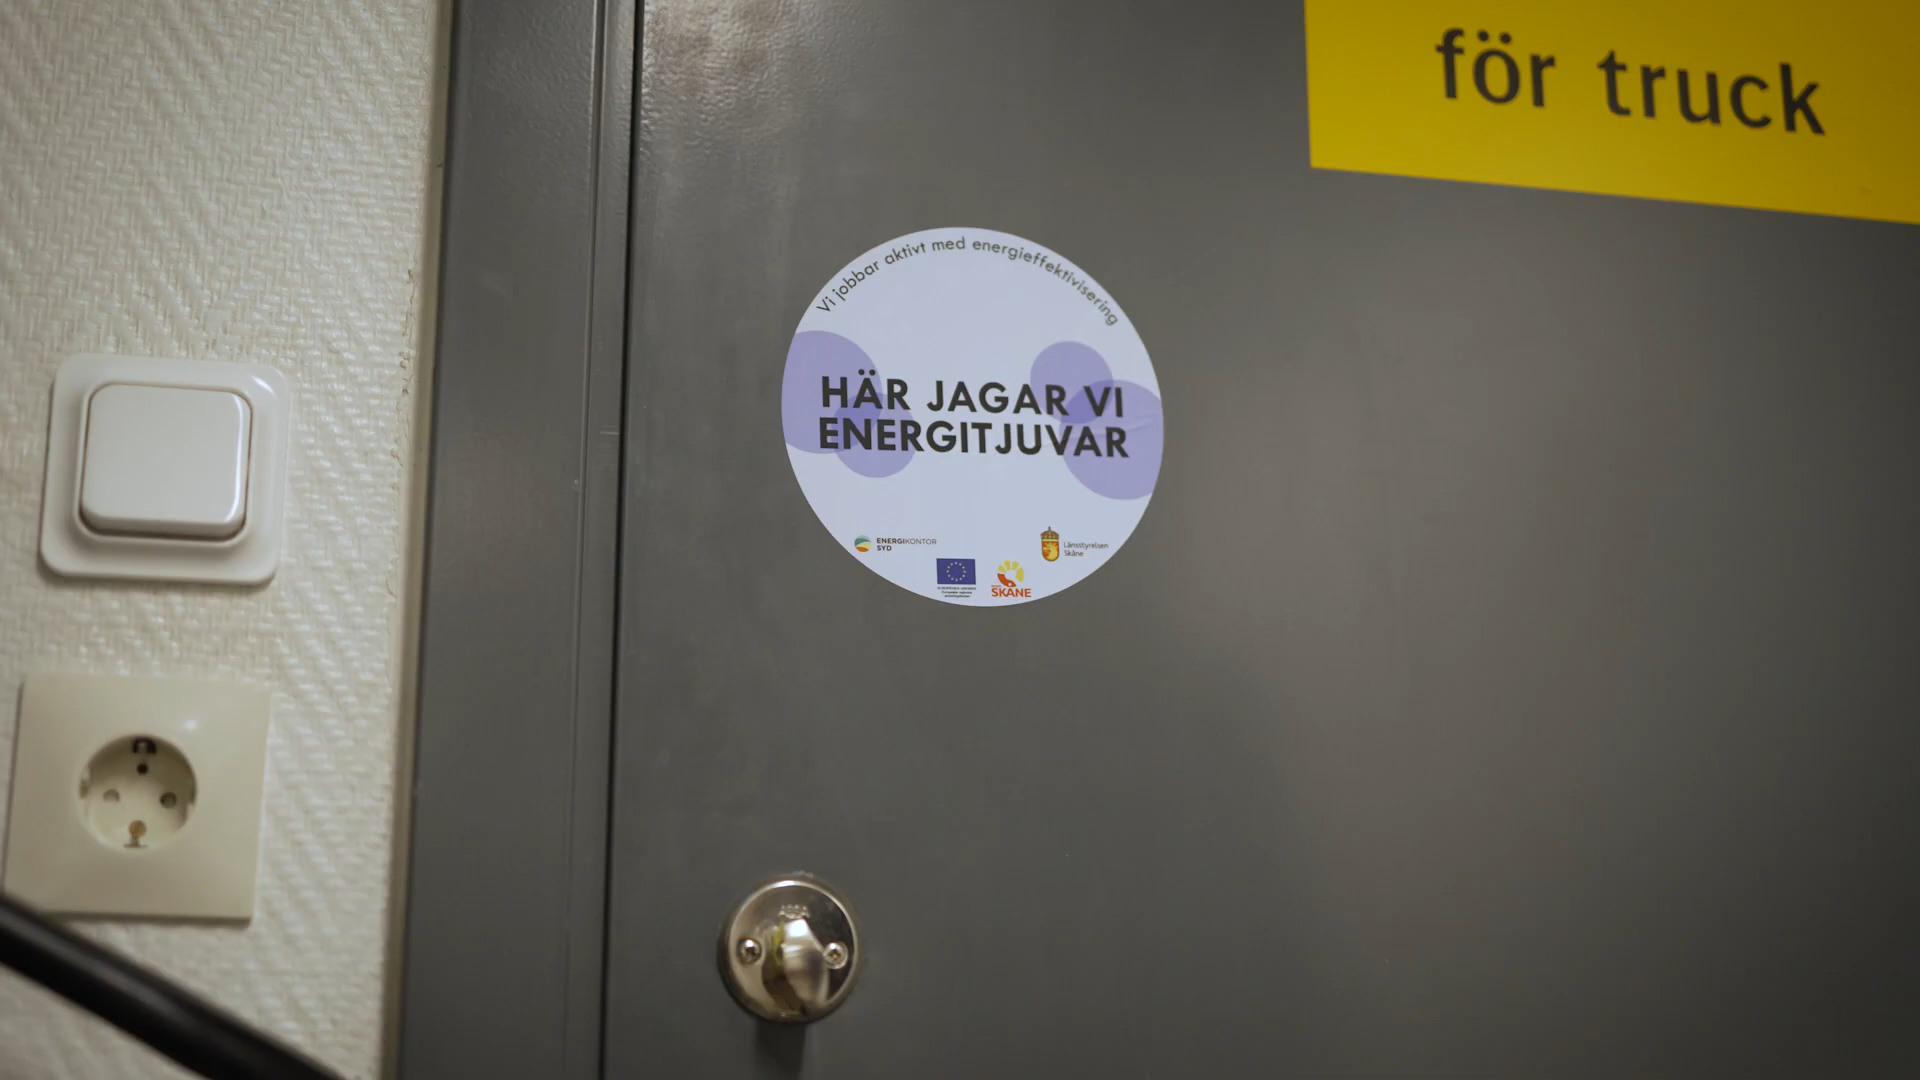 för truck
Vi jobbar aktivt med energieffektivisering
HÄR JAGAR VI
ENERGITJUVAR
ENERGIKONTOR
SYD
Länsstyrelsen
Skåne
SKÅNE